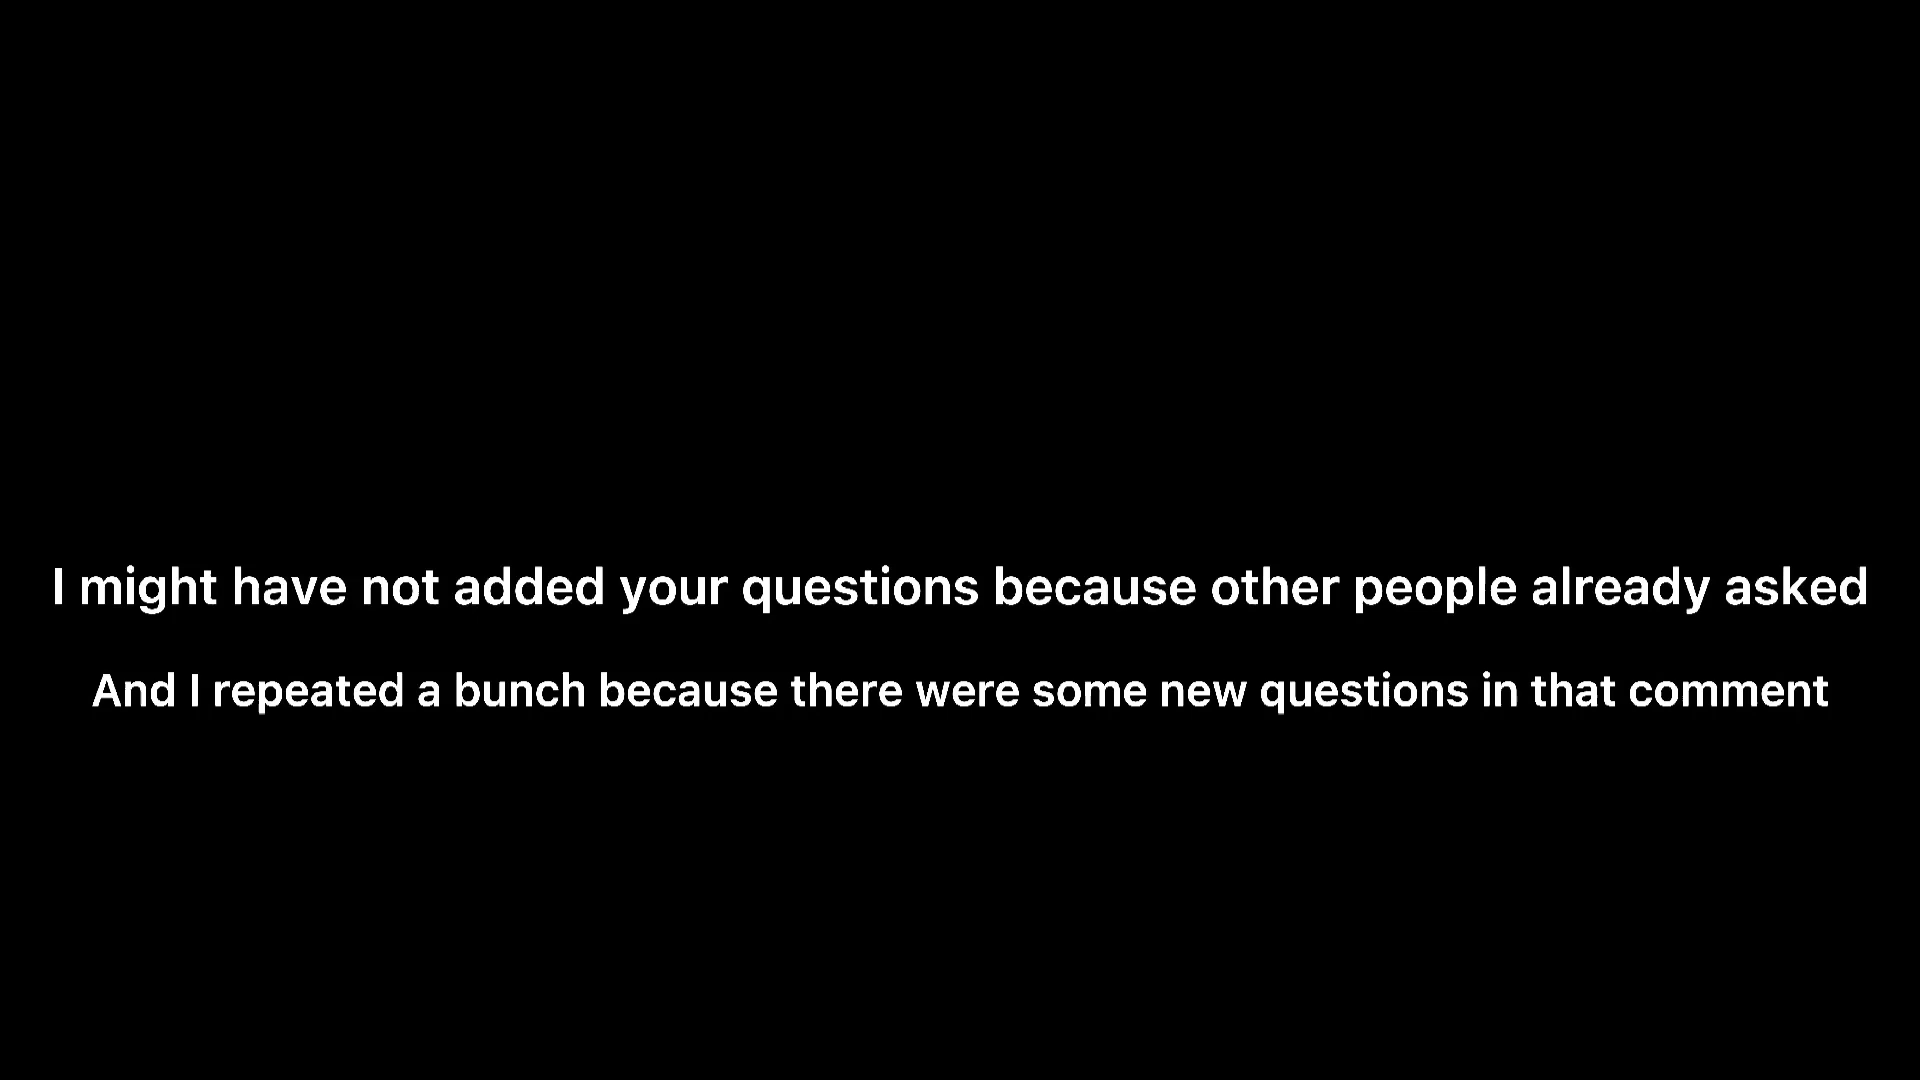 I might have not added your questions because other people already asked
And I repeated a bunch because there were some new questions in that comment